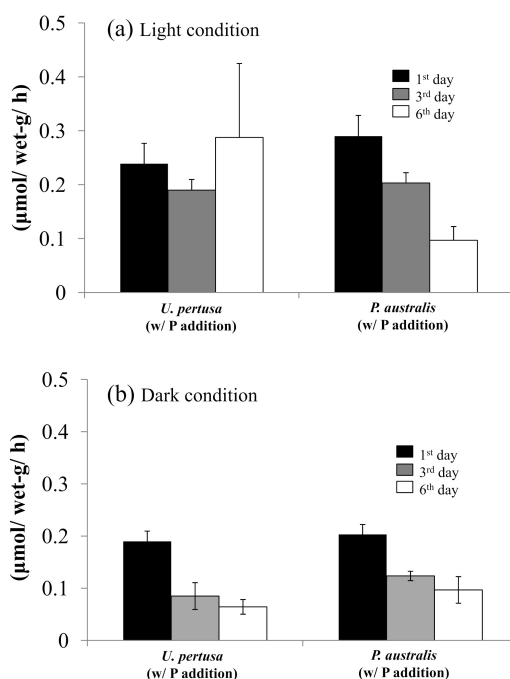 (a) Light condition
0.5
0.4
0.3
0.2
0.1
0
(µmol/ wet-g/ h)
1st day
3rd day
6th day
U. pertusa
(w/ P addition)
P. australis
(w/ P addition)
(b) Dark condition
0.5
0.4
0.3
0.2
0.1
0
(µmol/ wet-g/ h)
1st day
3rd day
6th day
U. pertusa
(w/ P addition)
P. australis
(w/ P addition)